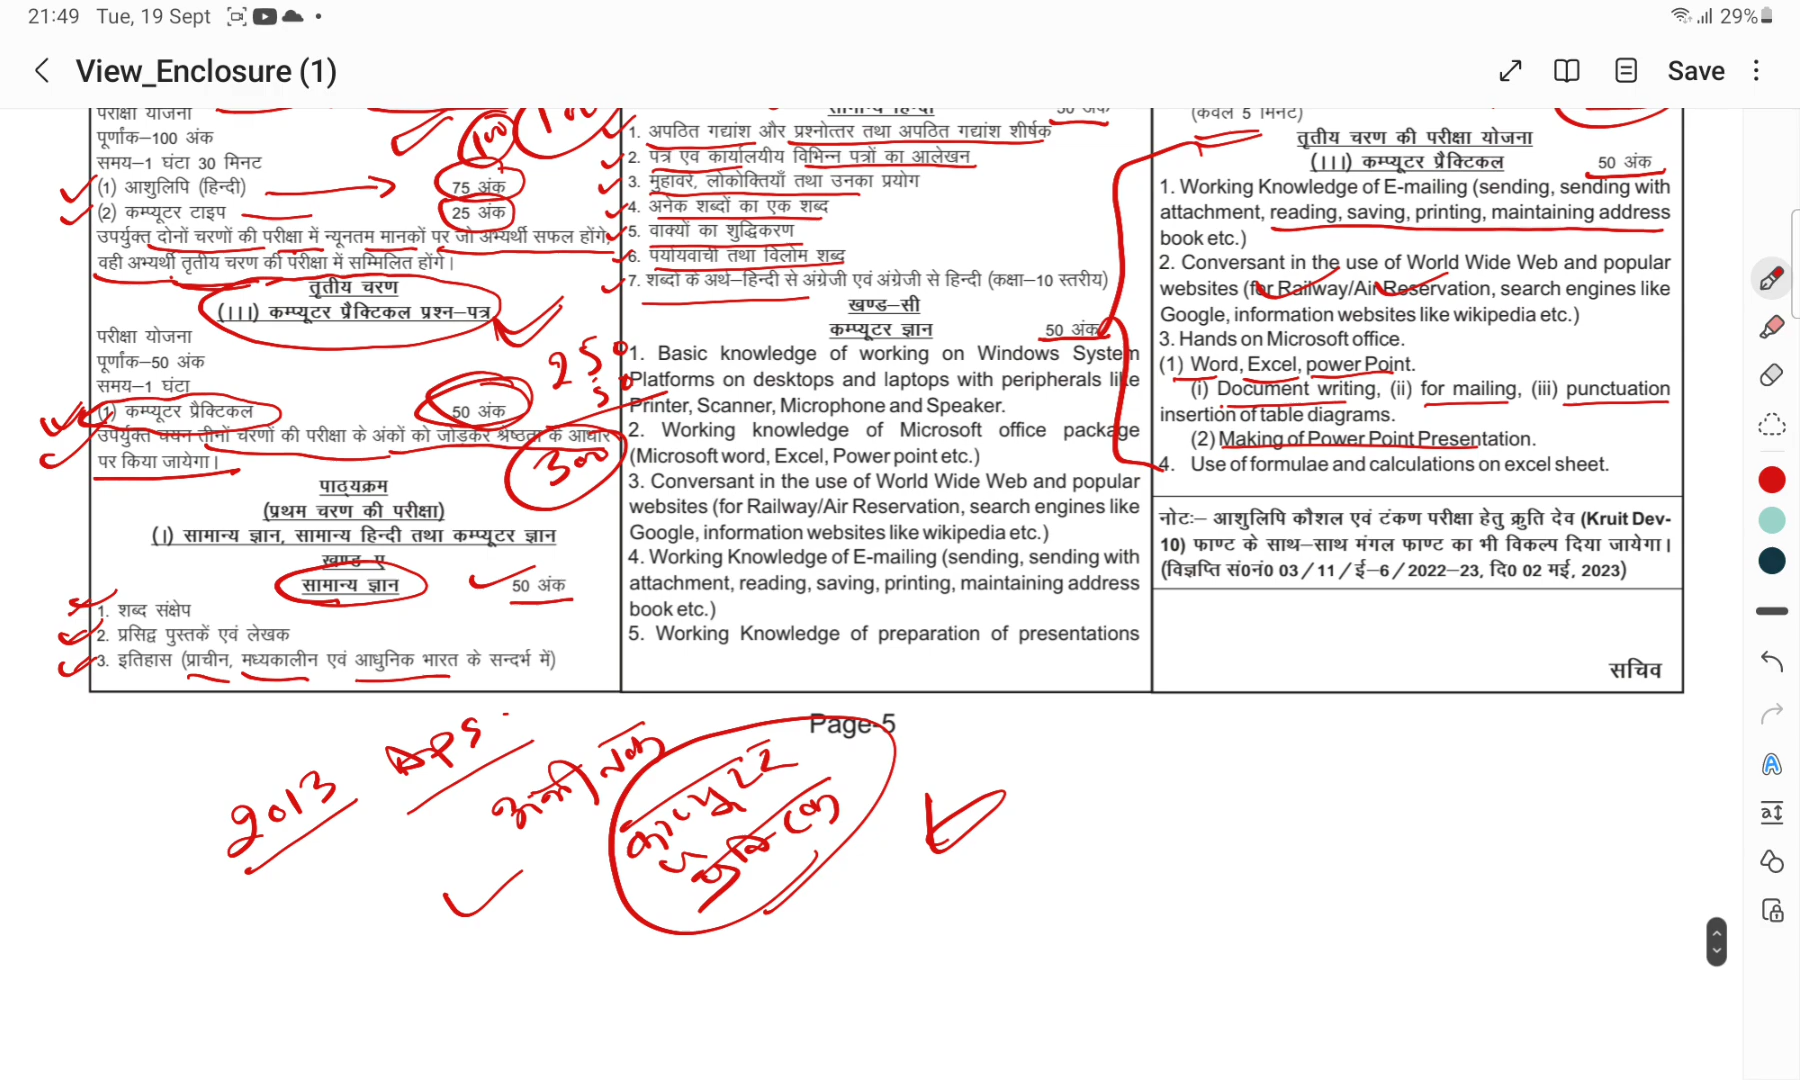 21:49 Tue, 19 Sept
29%
View_Enclosure (1)
Save
परीक्षा योजना
पूर्णांक–100 अंक
समय–1 घंटा 30 मिनट
(1) आशुलिपि (हिन्दी) 75 अंक
(2) कम्प्यूटर टाइप 25 अंक
उपर्युक्त दोनों चरणों की परीक्षा में न्यूनतम मानकों पर जो अभ्यर्थी सफल होंगे,
वही अभ्यर्थी तृतीय चरण की परीक्षा में सम्मिलित होंगे।
तृतीय चरण
(III) कम्प्यूटर प्रैक्टिकल प्रश्न–पत्र
परीक्षा योजना
पूर्णांक–50 अंक
समय–1 घंटा
(1) कम्प्यूटर प्रैक्टिकल 50 अंक
उपर्युक्त चयन तीनों चरणों की परीक्षा के अंकों को जोड़कर श्रेष्ठता के आधार
पर किया जायेगा।
पाठ्यक्रम
(प्रथम चरण की परीक्षा)
(I) सामान्य ज्ञान, सामान्य हिन्दी तथा कम्प्यूटर ज्ञान
खण्ड–ए
सामान्य ज्ञान 50 अंक
1. शब्द संक्षेप
2. प्रसिद्व पुस्तकें एवं लेखक
3. इतिहास (प्राचीन, मध्यकालीन एवं आधुनिक भारत के सन्दर्भ में)
100
250
50
300
सामान्य हिन्दी 50 अंक
1. अपठित गद्यांश और प्रश्नोत्तर तथा अपठित गद्यांश शीर्षक
2. पत्र एवं कार्यालयीय विभिन्न पत्रों का आलेखन
3. मुहावरे, लोकोक्तियाँ तथा उनका प्रयोग
4. अनेक शब्दों का एक शब्द
5. वाक्यों का शुद्धिकरण
6. पर्यायवाची तथा विलोम शब्द
7. शब्दों के अर्थ–हिन्दी से अंग्रेजी एवं अंग्रेजी से हिन्दी (कक्षा–10 स्तरीय)
खण्ड–सी
कम्प्यूटर ज्ञान 50 अंक
1. Basic knowledge of working on Windows System
Platforms on desktops and laptops with peripherals like
Printer, Scanner, Microphone and Speaker.
2. Working knowledge of Microsoft office package
(Microsoft word, Excel, Power point etc.)
3. Conversant in the use of World Wide Web and popular
websites (for Railway/Air Reservation, search engines like
Google, information websites like wikipedia etc.)
4. Working Knowledge of E-mailing (sending, sending with
attachment, reading, saving, printing, maintaining address
book etc.)
5. Working Knowledge of preparation of presentations
(केवल 5 मिनट)
तृतीय चरण की परीक्षा योजना
(III) कम्प्यूटर प्रैक्टिकल 50 अंक
1. Working Knowledge of E-mailing (sending, sending with
attachment, reading, saving, printing, maintaining address
book etc.)
2. Conversant in the use of World Wide Web and popular
websites (for Railway/Air Reservation, search engines like
Google, information websites like wikipedia etc.)
3. Hands on Microsoft office.
(1) Word, Excel, power Point.
(i) Document writing, (ii) for mailing, (iii) punctuation
insertion of table diagrams.
(2) Making of Power Point Presentation.
4. Use of formulae and calculations on excel sheet.
नोटः– आशुलिपि कौशल एवं टंकण परीक्षा हेतु क्रुति देव (Kruit Dev-
10) फाण्ट के साथ–साथ मंगल फाण्ट का भी विकल्प दिया जायेगा।
(विज्ञप्ति सं0नं0 03/11/ई–6/2022–23, दि0 02 मई, 2023)
सचिव
Page-5
2013 APS